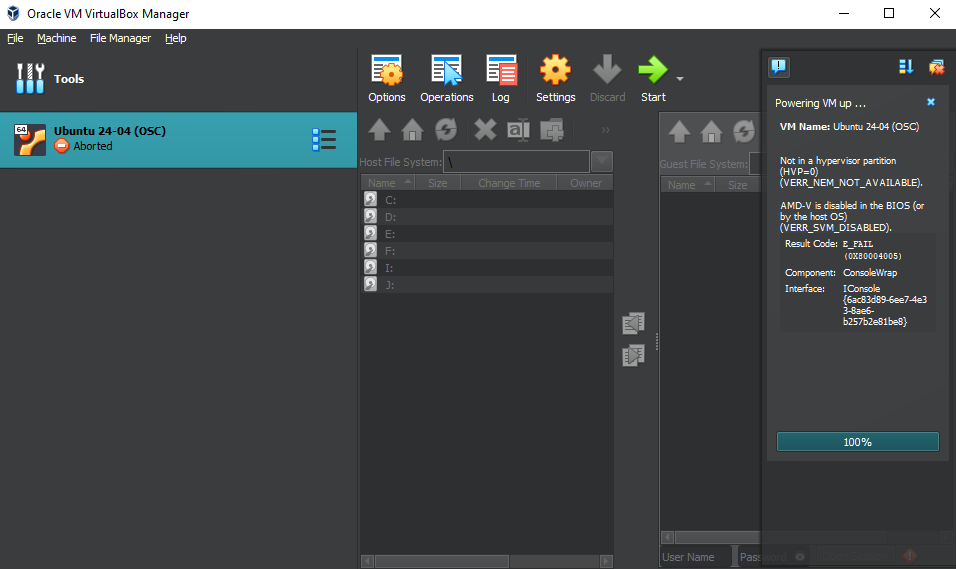 Oracle VM VirtualBox Manager
File Machine File Manager Help
Tools
Options Operations Log Settings Discard Start
64
Ubuntu 24-04 (OSC)
Aborted
Host File System: \
Name Size Change Time Owner
C:
D:
E:
F:
I:
J:
Guest File System:
Name Size
User Name
Powering VM up ...
VM Name: Ubuntu 24-04 (OSC)
Not in a hypervisor partition
(HVP=0)
(VERR_NEM_NOT_AVAILABLE).
AMD-V is disabled in the BIOS (or
by the host OS)
(VERR_SVM_DISABLED).
Result Code: E_FAIL
(0X80004005)
Component: ConsoleWrap
Interface: IConsole
{6ac83d89-6ee7-4e3
3-8ae6-
b257b2e81be8}
100%